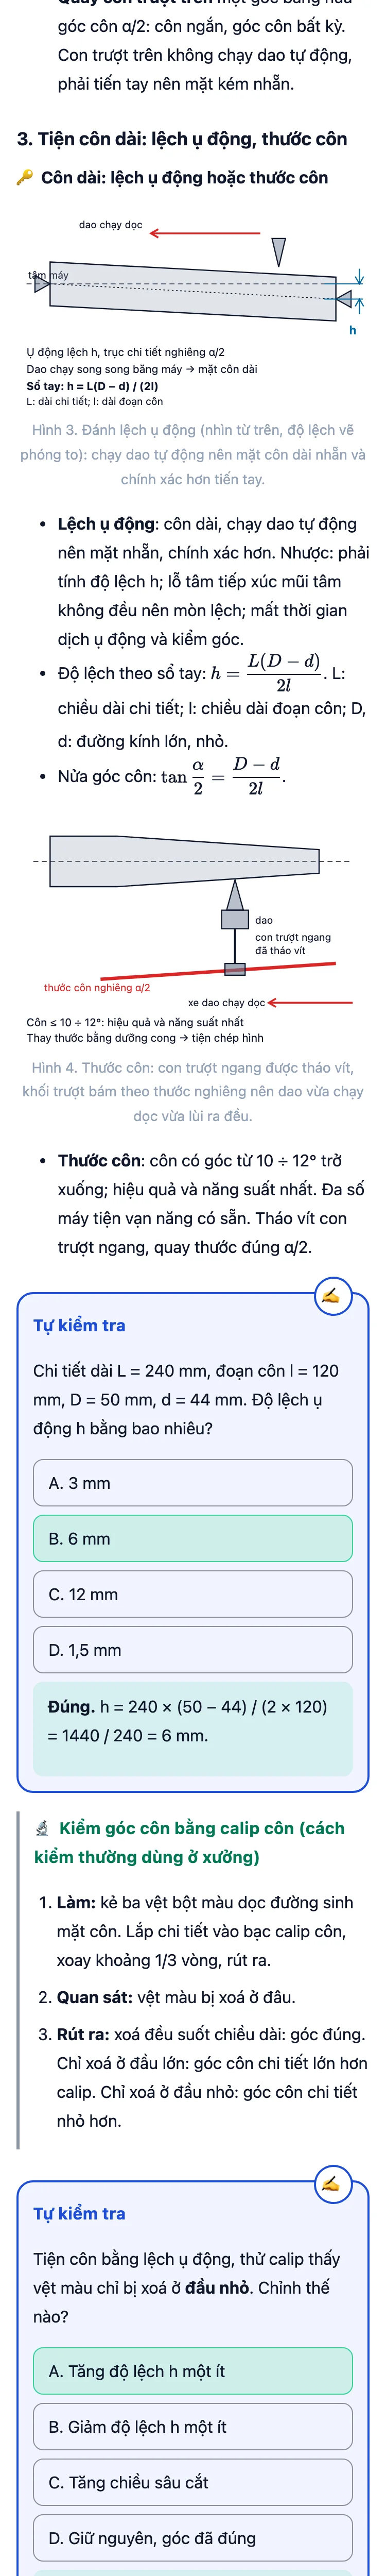 Quay con trượt trên một góc bằng nửa
góc côn α/2: côn ngắn, góc côn bất kỳ.
Con trượt trên không chạy dao tự động,
phải tiến tay nên mặt kém nhẵn.
3. Tiện côn dài: lệch ụ động, thước côn
🔑 Côn dài: lệch ụ động hoặc thước côn
dao chạy dọc
tâm máy
h
Ụ động lệch h, trục chi tiết nghiêng α/2
Dao chạy song song băng máy → mặt côn dài
Sổ tay: h = L(D − d) / (2l)
L: dài chi tiết; l: dài đoạn côn
Hình 3. Đánh lệch ụ động (nhìn từ trên, độ lệch vẽ
phóng to): chạy dao tự động nên mặt côn dài nhẵn và
chính xác hơn tiến tay.
• Lệch ụ động: côn dài, chạy dao tự động
nên mặt nhẵn, chính xác hơn. Nhược: phải
tính độ lệch h; lỗ tâm tiếp xúc mũi tâm
không đều nên mòn lệch; mất thời gian
dịch ụ động và kiểm góc.
• Độ lệch theo sổ tay: h = L(D − d) / 2l. L:
chiều dài chi tiết; l: chiều dài đoạn côn; D,
d: đường kính lớn, nhỏ.
• Nửa góc côn: tan α/2 = (D − d) / 2l.
dao
con trượt ngang
đã tháo vít
thước côn nghiêng α/2
xe dao chạy dọc
Côn ≤ 10 ÷ 12°: hiệu quả và năng suất nhất
Thay thước bằng dưỡng cong → tiện chép hình
Hình 4. Thước côn: con trượt ngang được tháo vít,
khối trượt bám theo thước nghiêng nên dao vừa chạy
dọc vừa lùi ra đều.
• Thước côn: côn có góc từ 10 ÷ 12° trở
xuống; hiệu quả và năng suất nhất. Đa số
máy tiện vạn năng có sẵn. Tháo vít con
trượt ngang, quay thước đúng α/2.
✍️
Tự kiểm tra
Chi tiết dài L = 240 mm, đoạn côn l = 120
mm, D = 50 mm, d = 44 mm. Độ lệch ụ
động h bằng bao nhiêu?
A. 3 mm
B. 6 mm
C. 12 mm
D. 1,5 mm
Đúng. h = 240 × (50 − 44) / (2 × 120)
= 1440 / 240 = 6 mm.
🔬 Kiểm góc côn bằng calip côn (cách
kiểm thường dùng ở xưởng)
1. Làm: kẻ ba vệt bột màu dọc đường sinh
mặt côn. Lắp chi tiết vào bạc calip côn,
xoay khoảng 1/3 vòng, rút ra.
2. Quan sát: vệt màu bị xoá ở đâu.
3. Rút ra: xoá đều suốt chiều dài: góc đúng.
Chỉ xoá ở đầu lớn: góc côn chi tiết lớn hơn
calip. Chỉ xoá ở đầu nhỏ: góc côn chi tiết
nhỏ hơn.
✍️
Tự kiểm tra
Tiện côn bằng lệch ụ động, thử calip thấy
vệt màu chỉ bị xoá ở đầu nhỏ. Chỉnh thế
nào?
A. Tăng độ lệch h một ít
B. Giảm độ lệch h một ít
C. Tăng chiều sâu cắt
D. Giữ nguyên, góc đã đúng